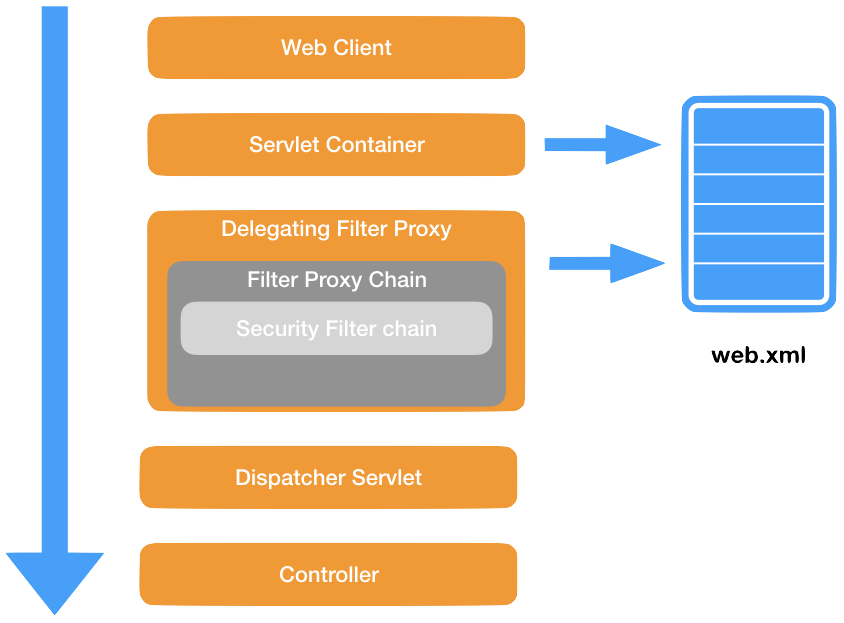 Web Client
Servlet Container
Delegating Filter Proxy
Filter Proxy Chain
Security Filter chain
web.xml
Dispatcher Servlet
Controller